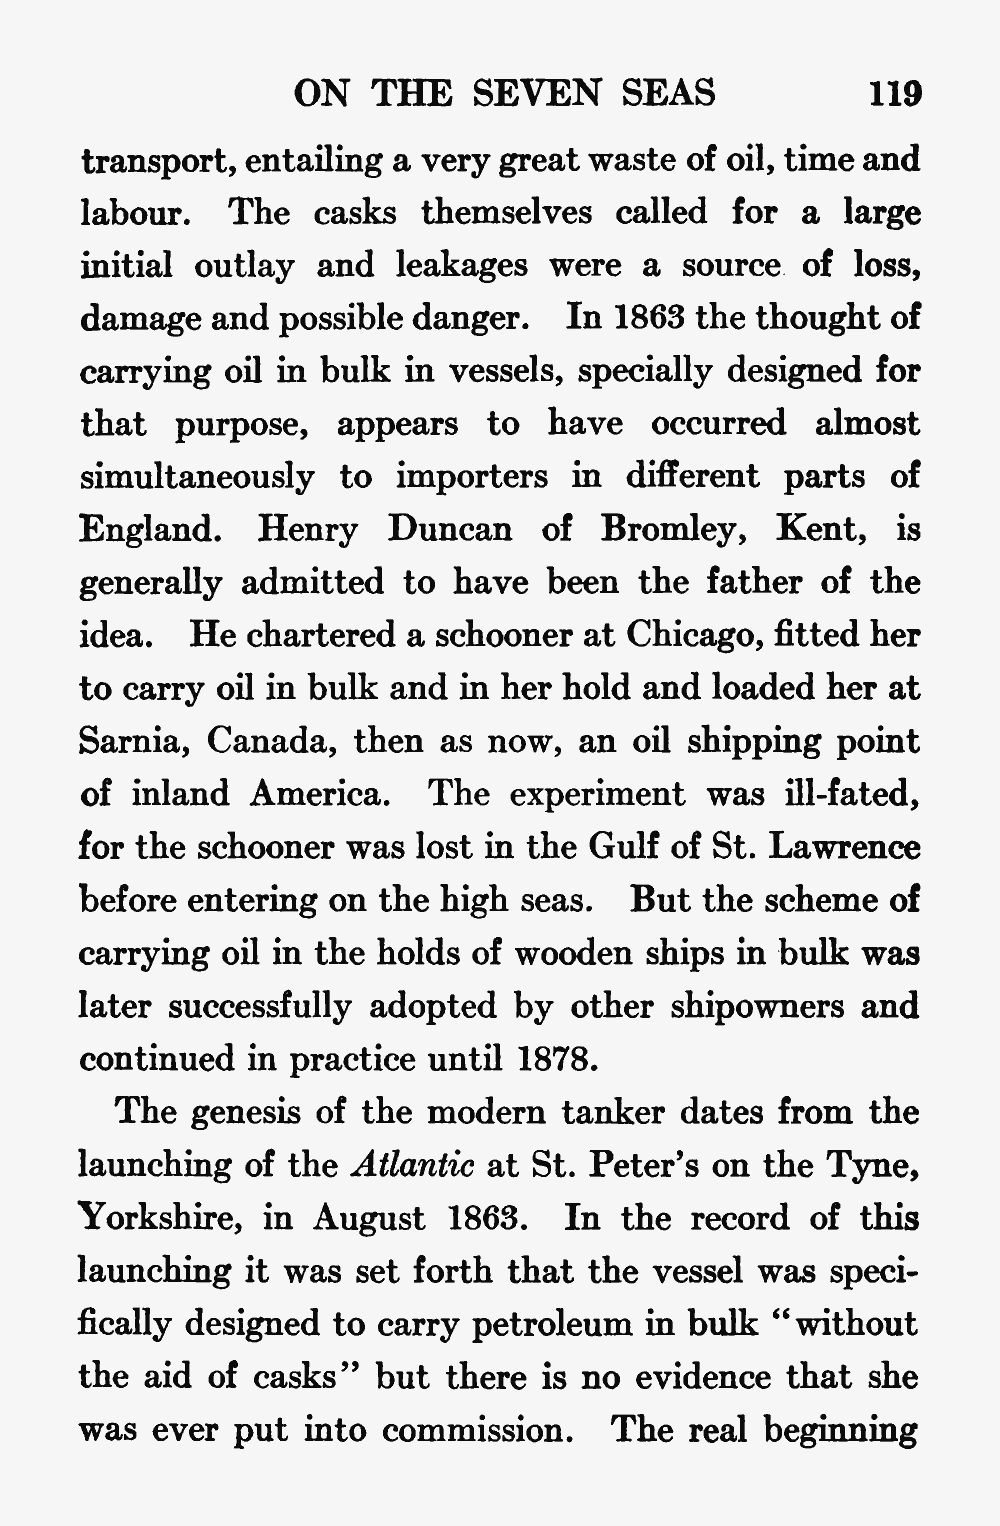 ON THE SEVEN SEAS 119
transport, entailing a very great waste of oil, time and
labour. The casks themselves called for a large
initial outlay and leakages were a source of loss,
damage and possible danger. In 1863 the thought of
carrying oil in bulk in vessels, specially designed for
that purpose, appears to have occurred almost
simultaneously to importers in different parts of
England. Henry Duncan of Bromley, Kent, is
generally admitted to have been the father of the
idea. He chartered a schooner at Chicago, fitted her
to carry oil in bulk and in her hold and loaded her at
Sarnia, Canada, then as now, an oil shipping point
of inland America. The experiment was ill-fated,
for the schooner was lost in the Gulf of St. Lawrence
before entering on the high seas. But the scheme of
carrying oil in the holds of wooden ships in bulk was
later successfully adopted by other shipowners and
continued in practice until 1878.
The genesis of the modern tanker dates from the
launching of the Atlantic at St. Peter's on the Tyne,
Yorkshire, in August 1863. In the record of this
launching it was set forth that the vessel was speci-
fically designed to carry petroleum in bulk “without
the aid of casks” but there is no evidence that she
was ever put into commission. The real beginning